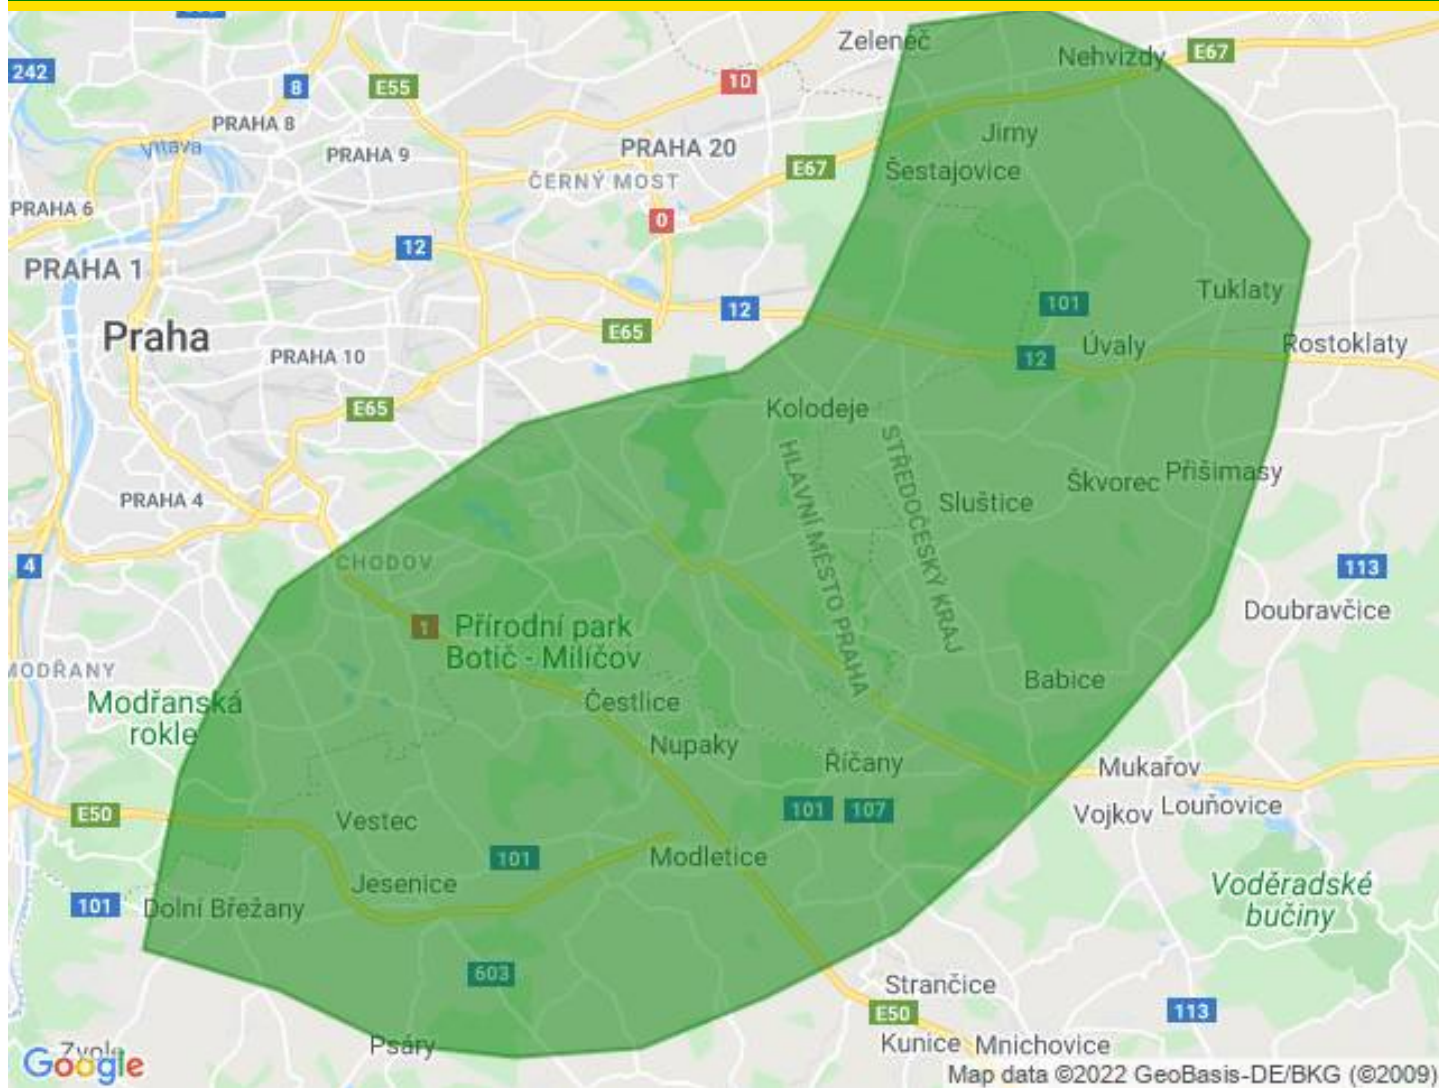 Zeleneč
Nehvizdy
E67
242
8
E55
10
PRAHA 8
Vltava
PRAHA 9
PRAHA 20
Jirny
E67
Šestajovice
ČERNÝ MOST
PRAHA 6
0
12
PRAHA 1
Tuklaty
101
12
Praha
E65
PRAHA 10
12
Úvaly
Rostoklaty
E65
Kolodeje
HLAVNÍ MĚSTO PRAHA
STŘEDOČESKÝ KRAJ
PRAHA 4
Sluštice
Škvorec
Přišimasy
4
CHODOV
113
Doubravčice
1
Přírodní park
Botič - Milíčov
MODŘANY
Modřanská
rokle
Čestlice
Babice
Nupaky
Říčany
Mukařov
E50
Vestec
101
107
Vojkov
Louňovice
101
Modletice
Jesenice
Voděradské
bučiny
101
Dolní Břežany
603
Strančice
E50
113
Psáry
Kunice
Mnichovice
Google
Map data ©2022 GeoBasis-DE/BKG (©2009)